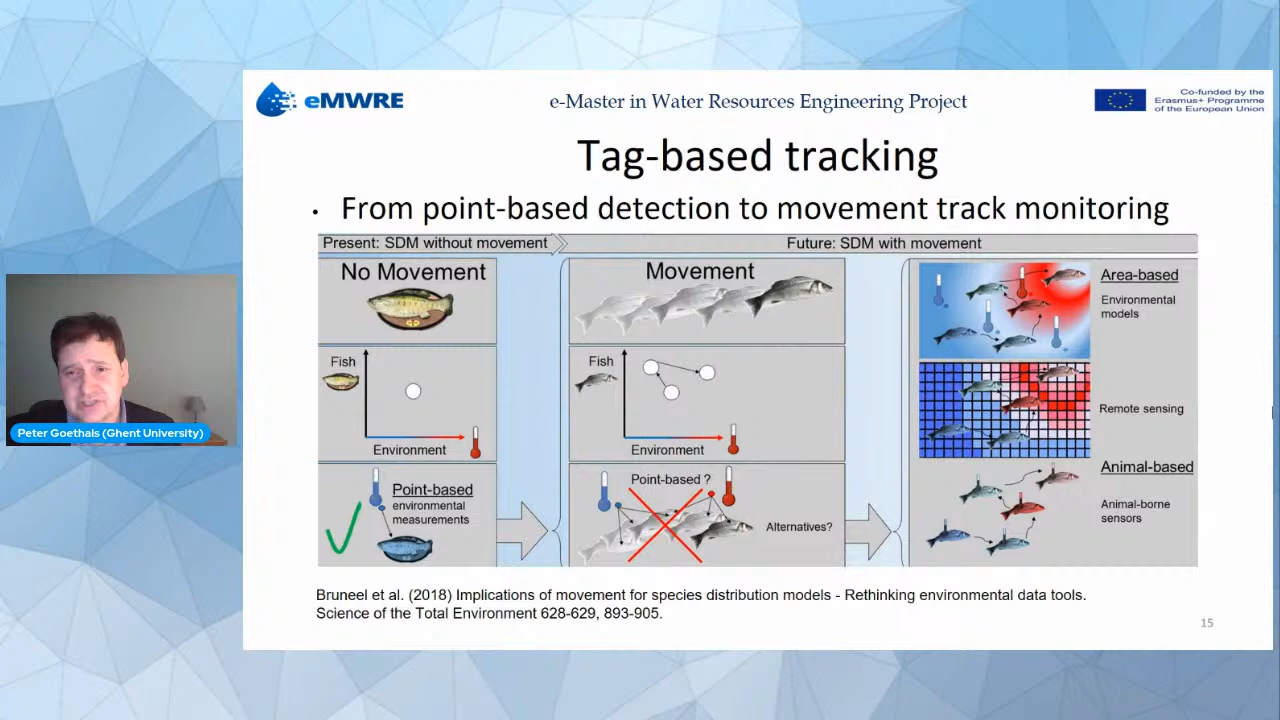 eMWRE
e-Master in Water Resources Engineering Project
Co-funded by the
Erasmus+ Programme
of the European Union
Tag-based tracking
• From point-based detection to movement track monitoring
Present: SDM without movement
Future: SDM with movement
No Movement
Movement
Area-based
Environmental
models
Fish
Environment
Fish
Environment
Remote sensing
Point-based
environmental
measurements
Point-based ?
Alternatives?
Animal-based
Animal-borne
sensors
Peter Goethals (Ghent University)
Bruneel et al. (2018) Implications of movement for species distribution models - Rethinking environmental data tools.
Science of the Total Environment 628-629, 893-905.
15